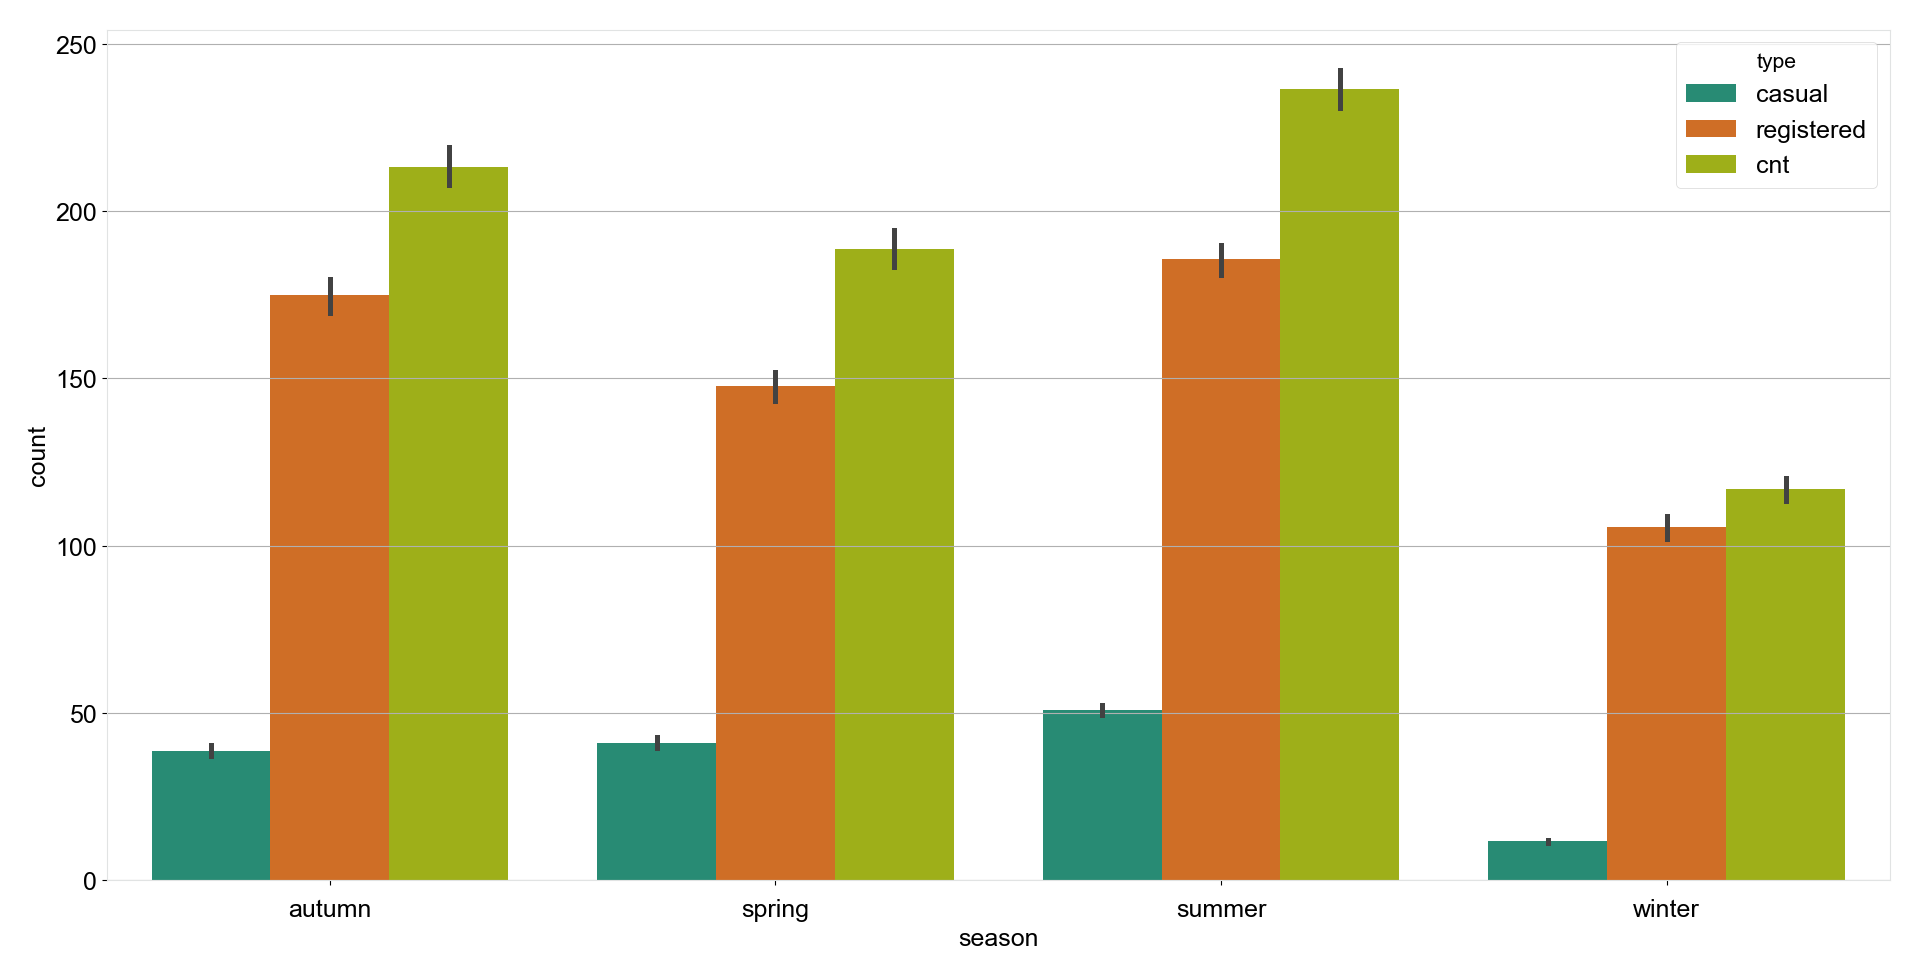 250
200
150
100
50
0
count
autumn
spring
summer
winter
season
type
casual
registered
cnt